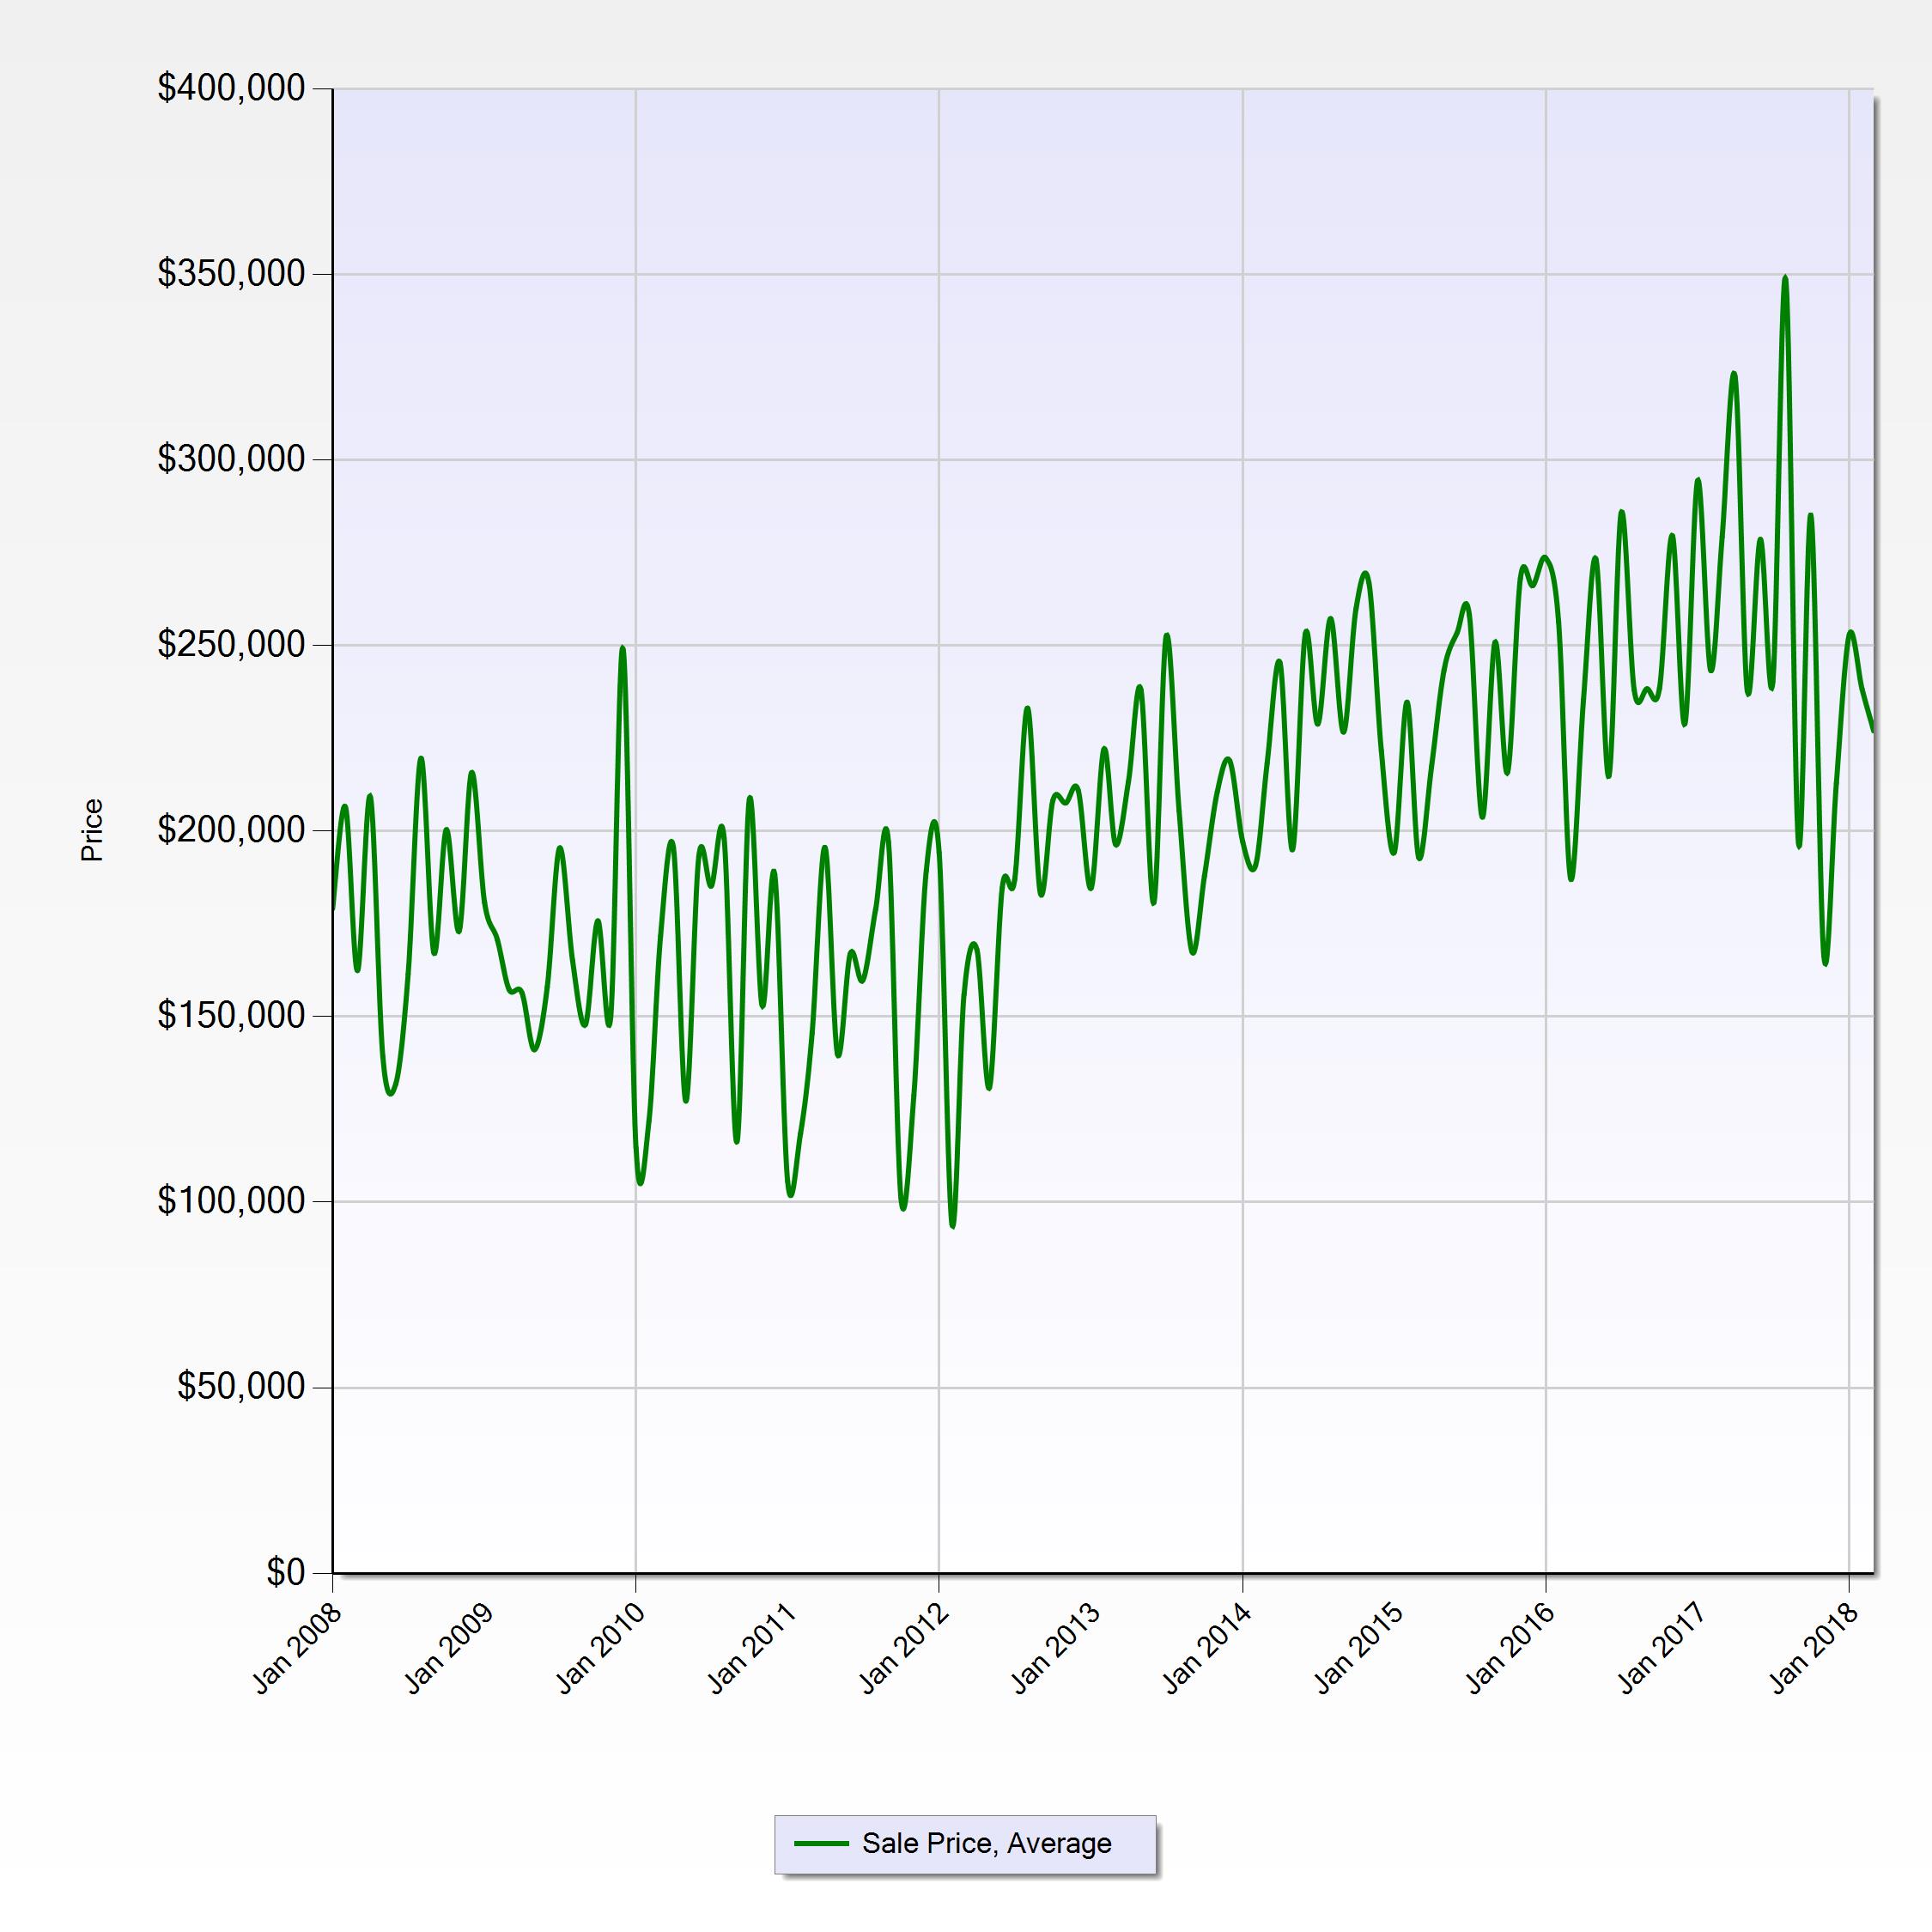 $400,000
$350,000
$300,000
$250,000
$200,000
$150,000
$100,000
$50,000
$0
Price
Jan 2008
Jan 2009
Jan 2010
Jan 2011
Jan 2012
Jan 2013
Jan 2014
Jan 2015
Jan 2016
Jan 2017
Jan 2018
Sale Price, Average